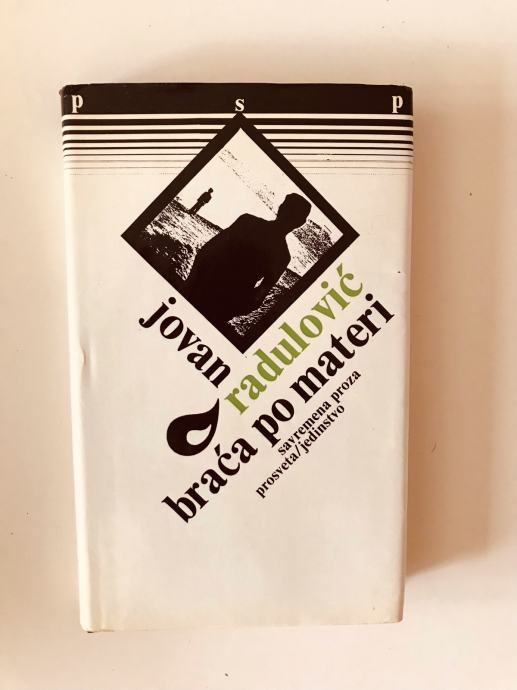 p s p
jovan
radulović
braća po materi
savremena proza
prosveta/jedinstvo